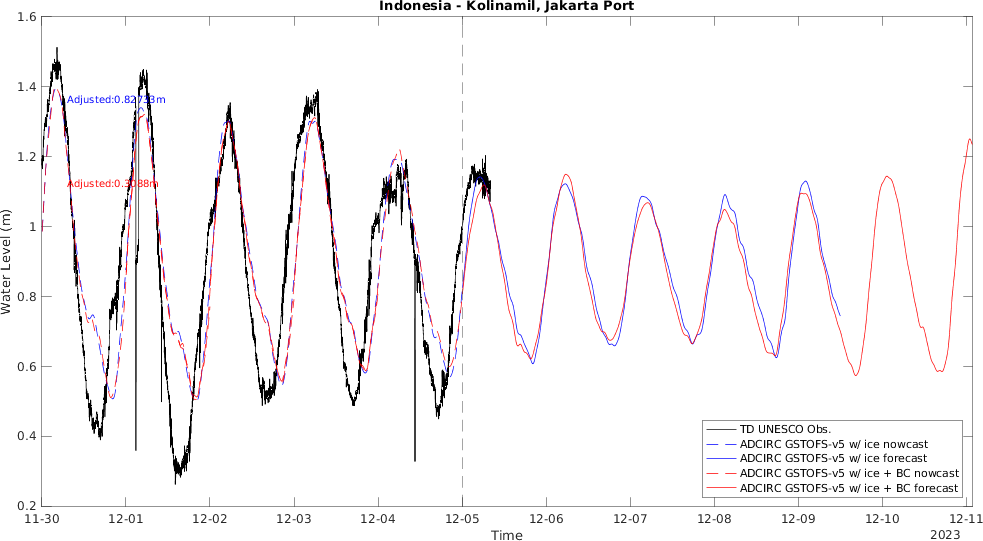 Indonesia - Kolinamil, Jakarta Port
1.6
1.4
1.2
1
0.8
0.6
0.4
0.2
Water Level (m)
Adjusted:0.82733m
Adjusted:0.3088m
TD UNESCO Obs.
ADCIRC GSTOFS-v5 w/ ice nowcast
ADCIRC GSTOFS-v5 w/ ice forecast
ADCIRC GSTOFS-v5 w/ ice + BC nowcast
ADCIRC GSTOFS-v5 w/ ice + BC forecast
11-30 12-01 12-02 12-03 12-04 12-05 12-06 12-07 12-08 12-09 12-10 12-11
Time
2023